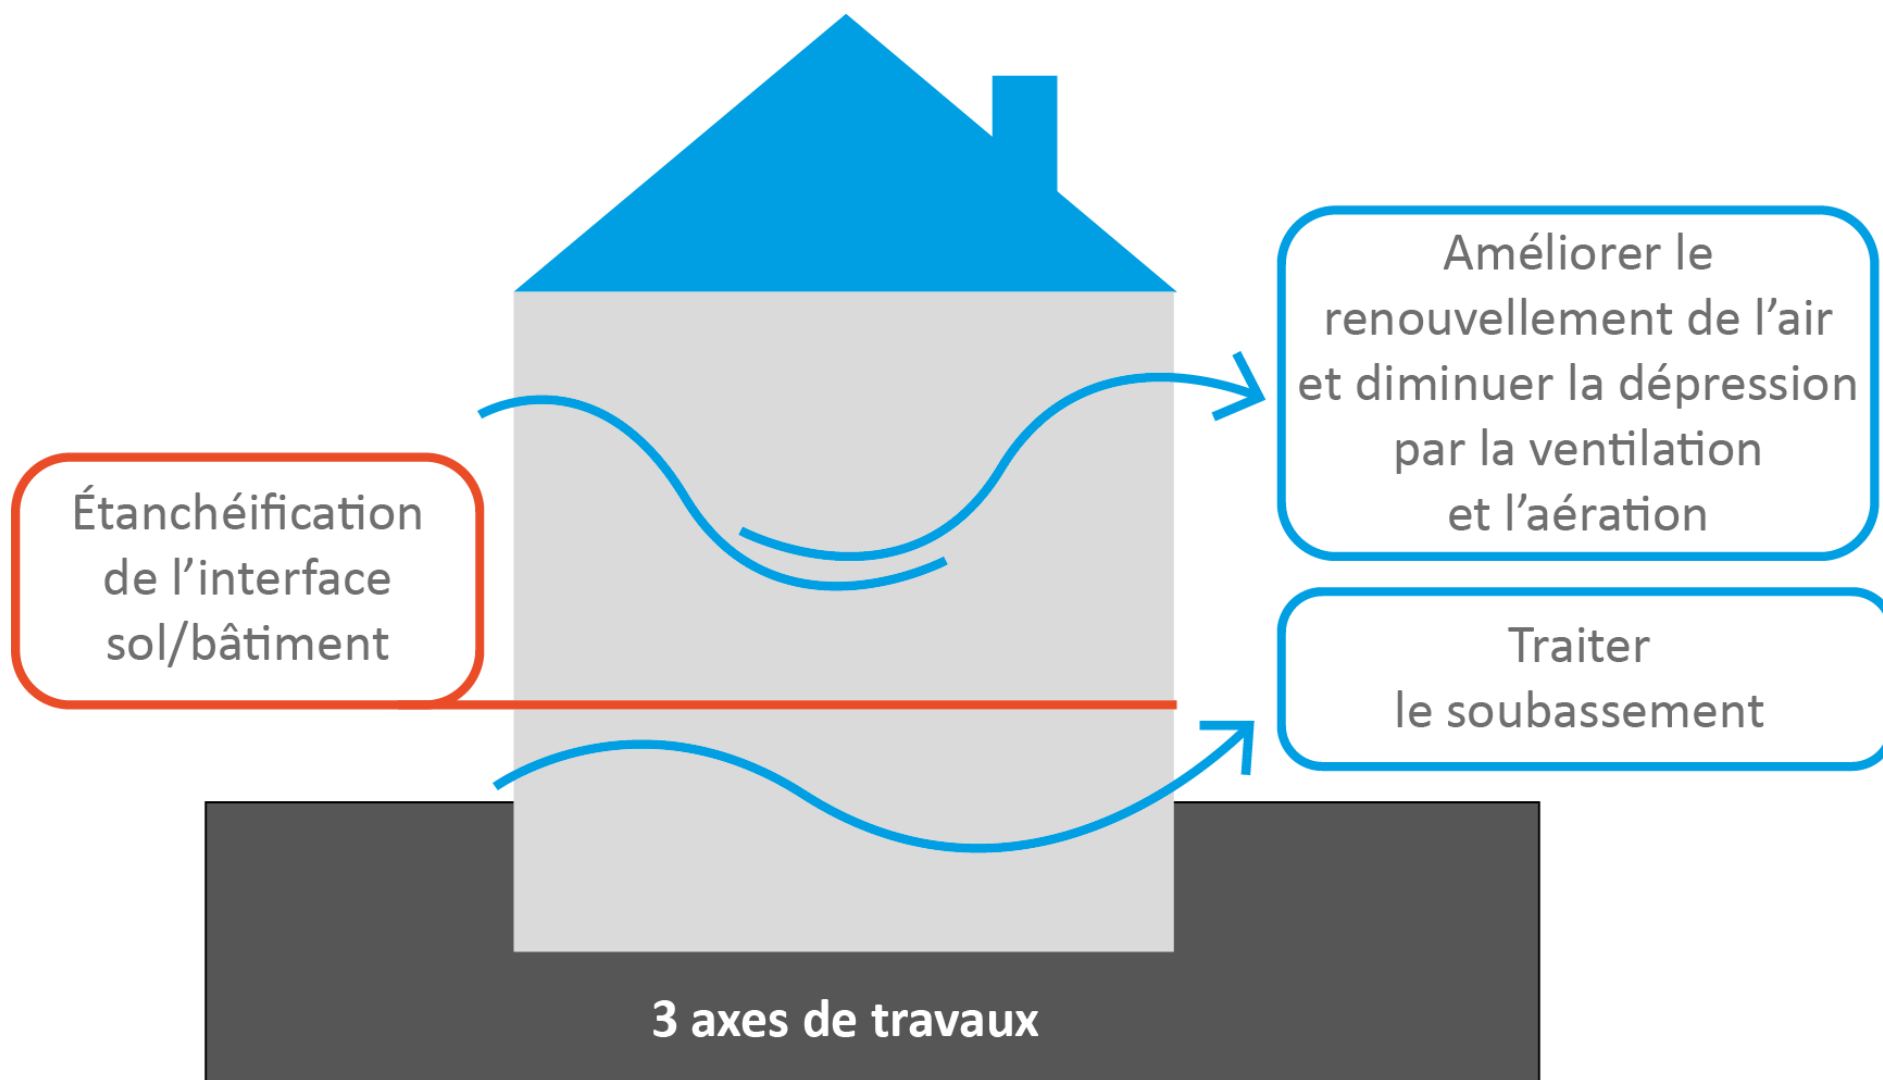 Étanchéification
de l’interface
sol/bâtiment
Améliorer le
renouvellement de l’air
et diminuer la dépression
par la ventilation
et l’aération
Traiter
le soubassement
3 axes de travaux